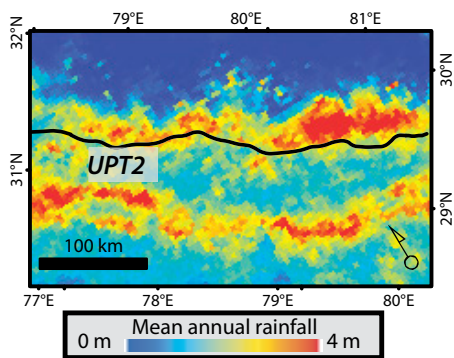 79°E 80°E 81°E
32°N
30°N
UPT2
31°N
29°N
100 km
77°E 78°E 79°E 80°E
Mean annual rainfall
0 m 4 m